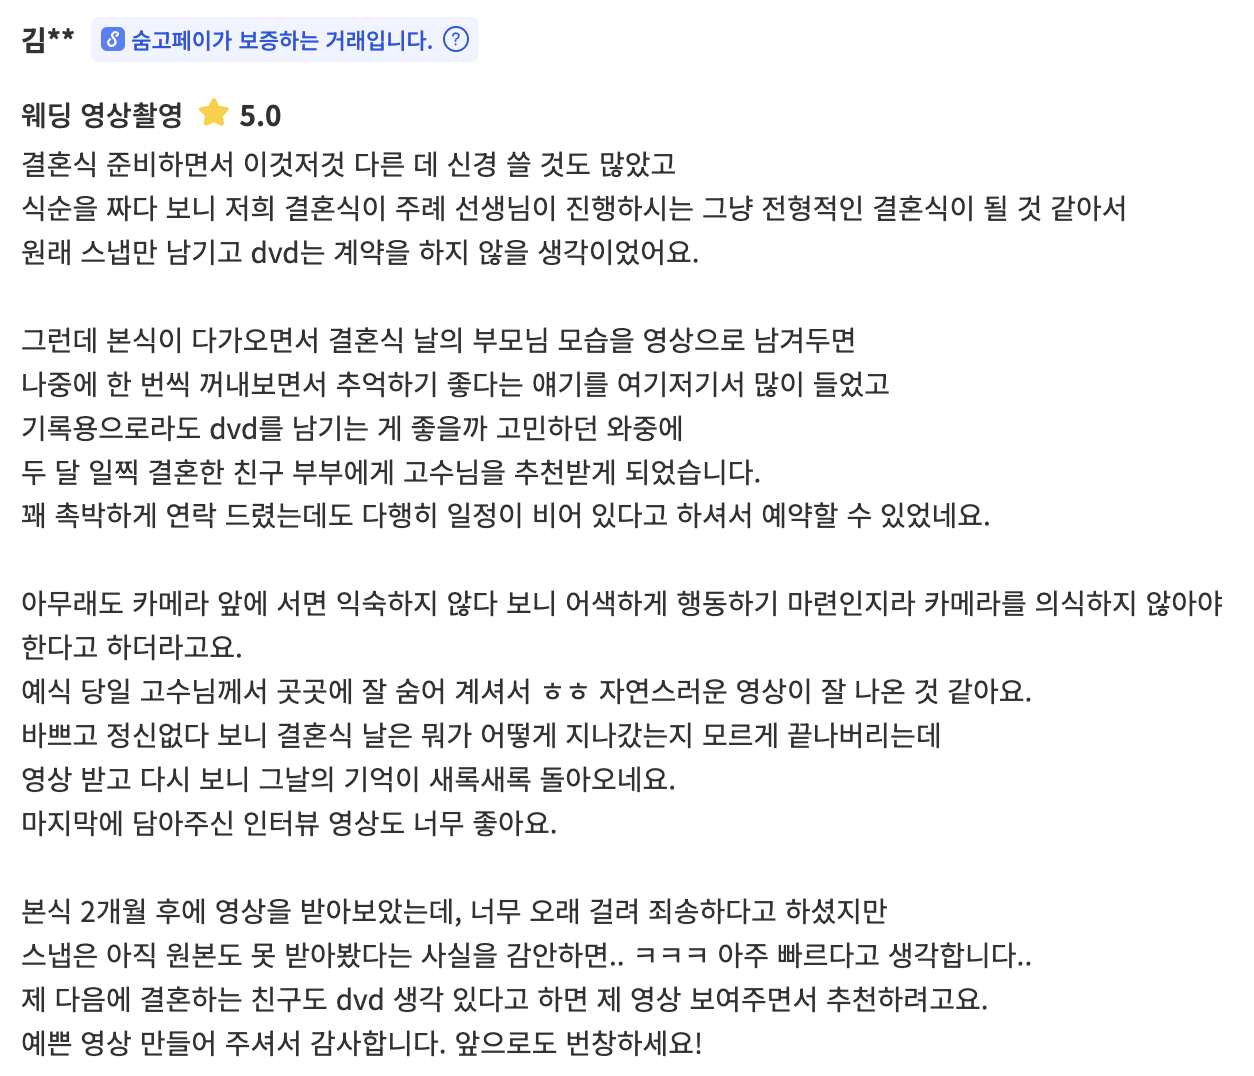 김** 숨고페이가 보증하는 거래입니다. ?
웨딩 영상촬영 5.0
결혼식 준비하면서 이것저것 다른 데 신경 쓸 것도 많았고
식순을 짜다 보니 저희 결혼식이 주례 선생님이 진행하시는 그냥 전형적인 결혼식이 될 것 같아서
원래 스냅만 남기고 dvd는 계약을 하지 않을 생각이었어요.
그런데 본식이 다가오면서 결혼식 날의 부모님 모습을 영상으로 남겨두면
나중에 한 번씩 꺼내보면서 추억하기 좋다는 얘기를 여기저기서 많이 들었고
기록용으로라도 dvd를 남기는 게 좋을까 고민하던 와중에
두 달 일찍 결혼한 친구 부부에게 고수님을 추천받게 되었습니다.
꽤 촉박하게 연락 드렸는데도 다행히 일정이 비어 있다고 하셔서 예약할 수 있었네요.
아무래도 카메라 앞에 서면 익숙하지 않다 보니 어색하게 행동하기 마련인지라 카메라를 의식하지 않아야
한다고 하더라고요.
예식 당일 고수님께서 곳곳에 잘 숨어 계셔서 ㅎㅎ 자연스러운 영상이 잘 나온 것 같아요.
바쁘고 정신없다 보니 결혼식 날은 뭐가 어떻게 지나갔는지 모르게 끝나버리는데
영상 받고 다시 보니 그날의 기억이 새록새록 돌아오네요.
마지막에 담아주신 인터뷰 영상도 너무 좋아요.
본식 2개월 후에 영상을 받아보았는데, 너무 오래 걸려 죄송하다고 하셨지만
스냅은 아직 원본도 못 받아봤다는 사실을 감안하면.. ㅋㅋㅋ 아주 빠르다고 생각합니다..
제 다음에 결혼하는 친구도 dvd 생각 있다고 하면 제 영상 보여주면서 추천하려고요.
예쁜 영상 만들어 주셔서 감사합니다. 앞으로도 번창하세요!